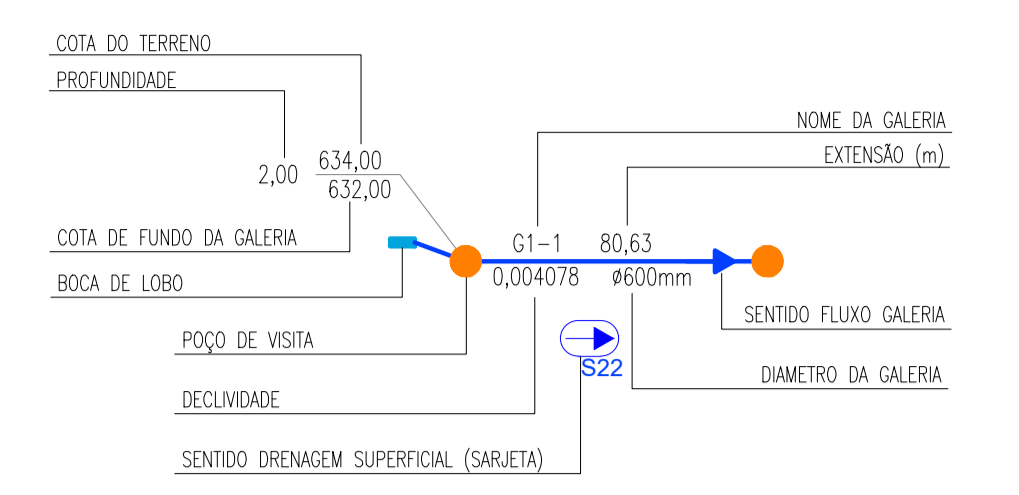 COTA DO TERRENO
PROFUNDIDADE
NOME DA GALERIA
EXTENSÃO (m)
634,00
2,00
632,00
COTA DE FUNDO DA GALERIA
G1-1
80,63
0,004078
ø600mm
BOCA DE LOBO
SENTIDO FLUXO GALERIA
POÇO DE VISITA
S22
DIAMETRO DA GALERIA
DECLIVIDADE
SENTIDO DRENAGEM SUPERFICIAL (SARJETA)